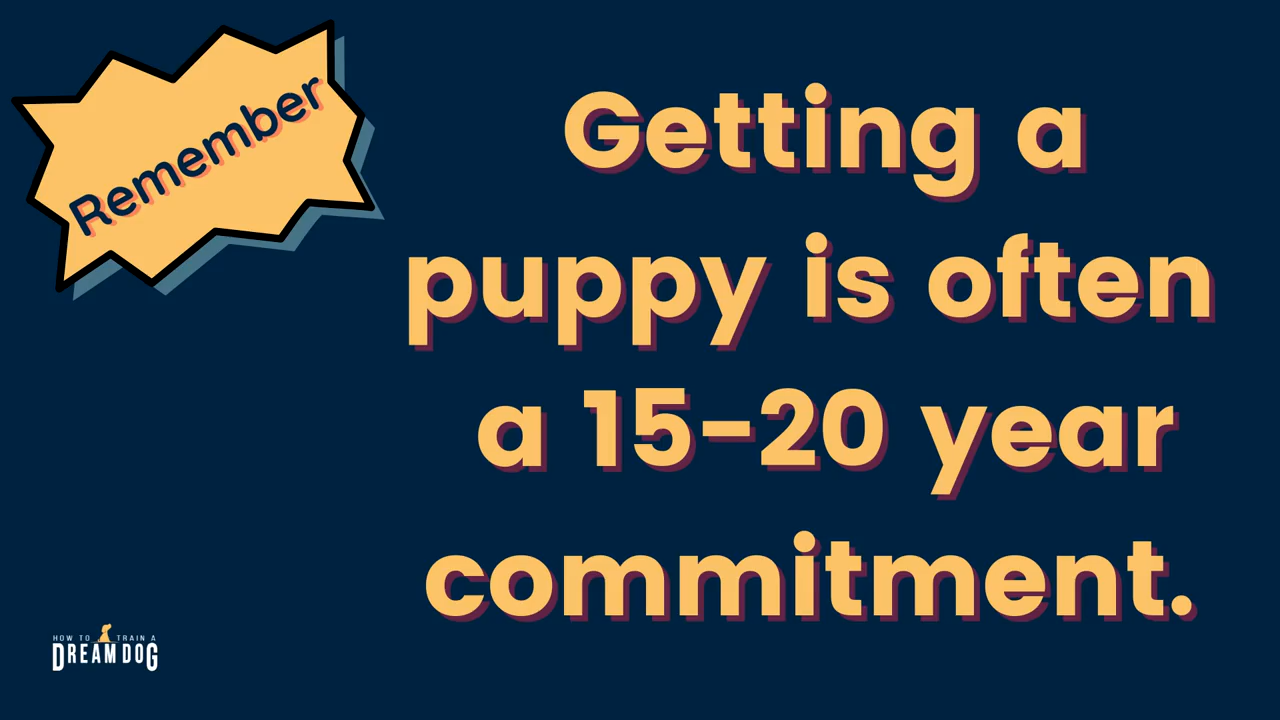 Remember
Getting a
puppy is often
a 15-20 year
commitment.
HOW TO TRAIN A
DREAM DOG